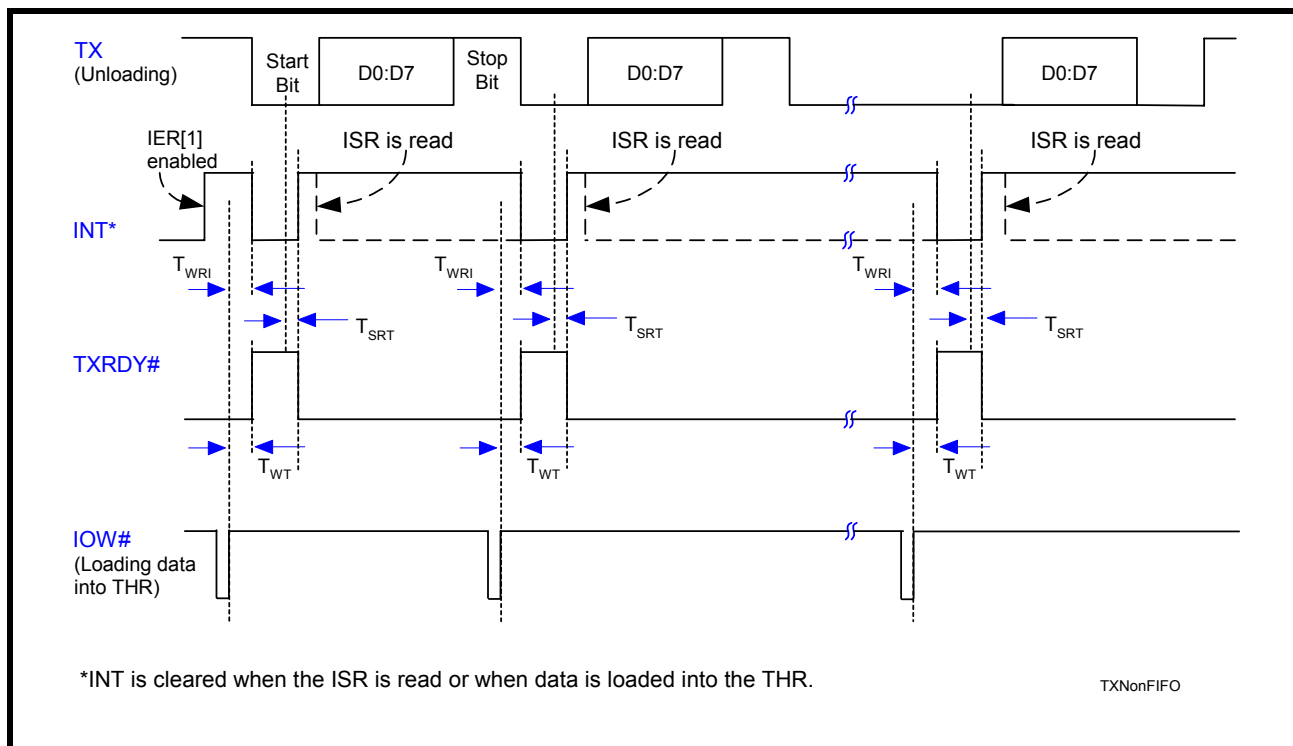 TX
(Unloading)
Start
Bit
D0:D7
Stop
Bit
D0:D7
D0:D7
IER[1]
enabled
ISR is read
ISR is read
ISR is read
INT*
TWRI
TWRI
TWRI
TSRT
TSRT
TSRT
TXRDY#
TWT
TWT
TWT
IOW#
(Loading data
into THR)
*INT is cleared when the ISR is read or when data is loaded into the THR.
TXNonFIFO